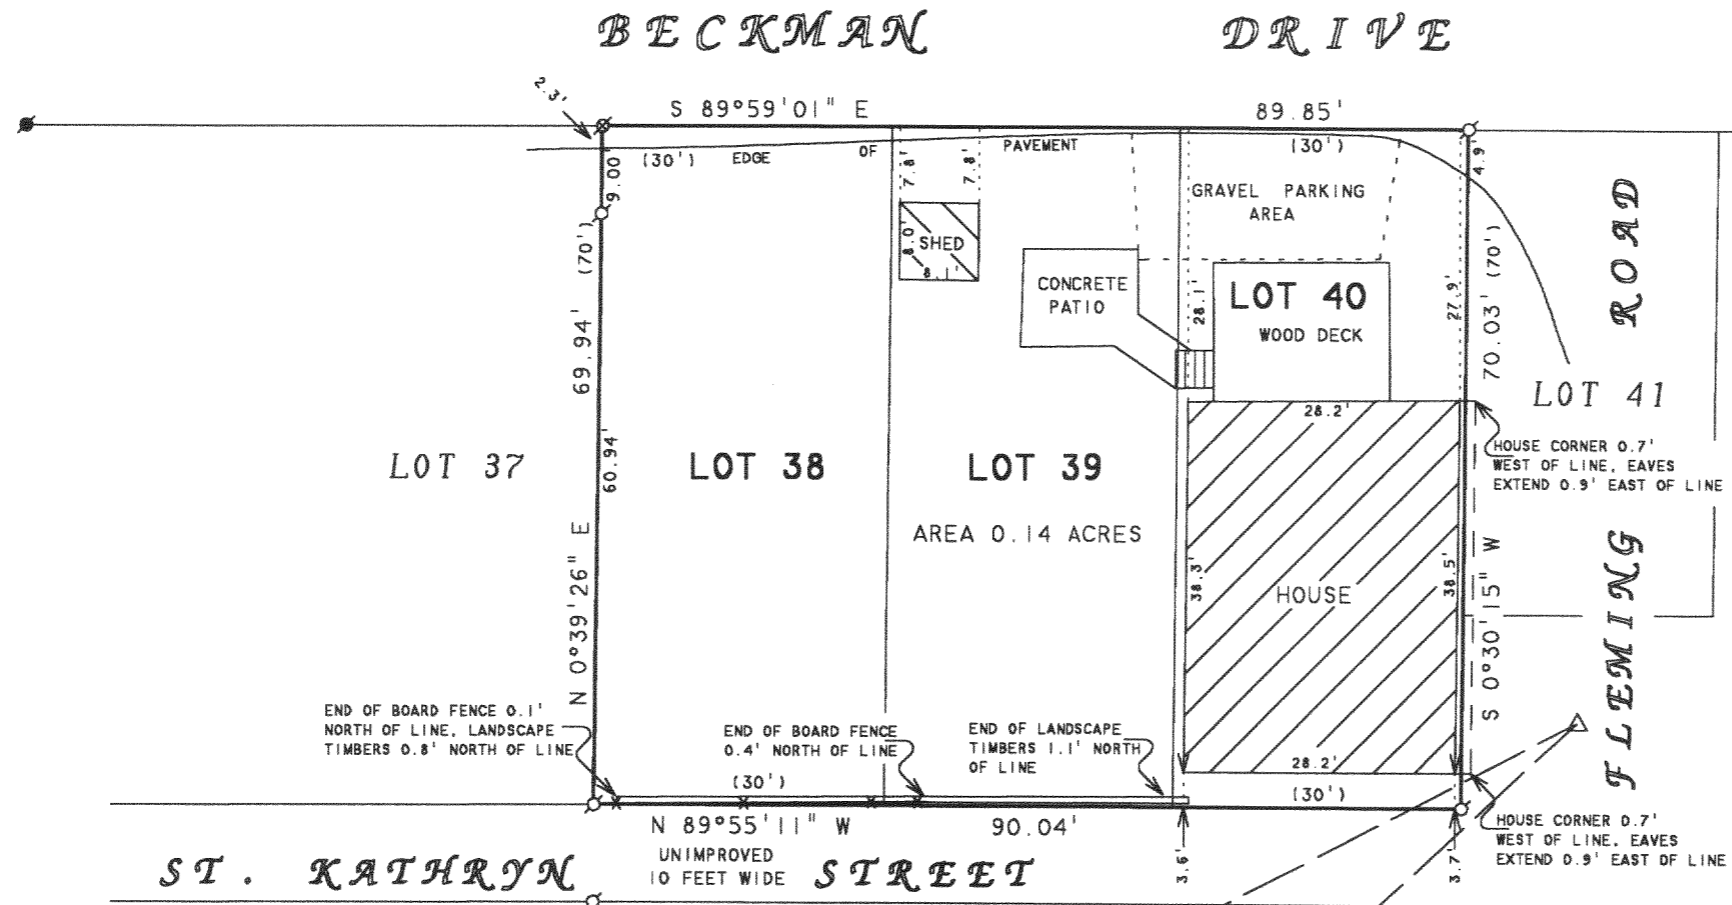 BECKMAN DRIVE
2.3'
S 89°59'01" E 89.85'
(30') EDGE OF PAVEMENT (30')
9.00'
7.8'
7.8'
4.9'
GRAVEL PARKING
AREA
(70')
8.0'
SHED
8.1'
CONCRETE
PATIO
28.1'
LOT 40
WOOD DECK
27.9'
70.03' (70')
ROAD
69.94'
28.2'
LOT 41
HOUSE CORNER 0.7'
WEST OF LINE, EAVES
EXTEND 0.9' EAST OF LINE
LOT 37
60.94'
LOT 38
LOT 39
AREA 0.14 ACRES
N 0°39'26" E
38.3'
HOUSE
38.5'
S 0°30'15" W
FLEMING
END OF BOARD FENCE 0.1'
NORTH OF LINE, LANDSCAPE
TIMBERS 0.8' NORTH OF LINE
END OF BOARD FENCE
0.4' NORTH OF LINE
END OF LANDSCAPE
TIMBERS 1.1' NORTH
OF LINE
28.2'
(30')
(30')
N 89°55'11" W 90.04'
HOUSE CORNER 0.7'
WEST OF LINE, EAVES
EXTEND 0.9' EAST OF LINE
UNIMPROVED
10 FEET WIDE
3.6'
3.7'
ST. KATHRYN STREET